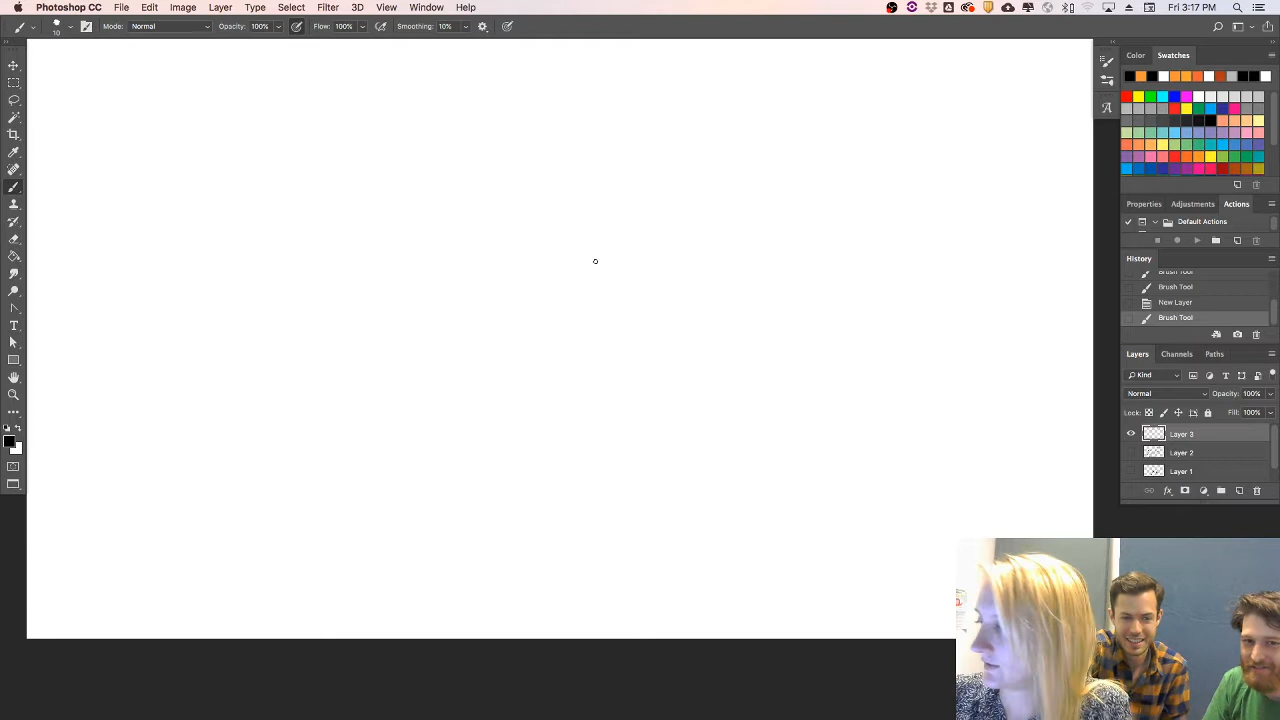 Photoshop CC File Edit Image Layer Type Select Filter 3D View Window Help Fri 3:17 PM
10 Mode: Normal Opacity: 100% Flow: 100% Smoothing: 10%
Color Swatches
Properties Adjustments Actions
Default Actions
History
Brush Tool
Brush Tool
New Layer
Brush Tool
Layers Channels Paths
Kind
Normal Opacity: 100%
Lock: Fill: 100%
Layer 3
Layer 2
Layer 1